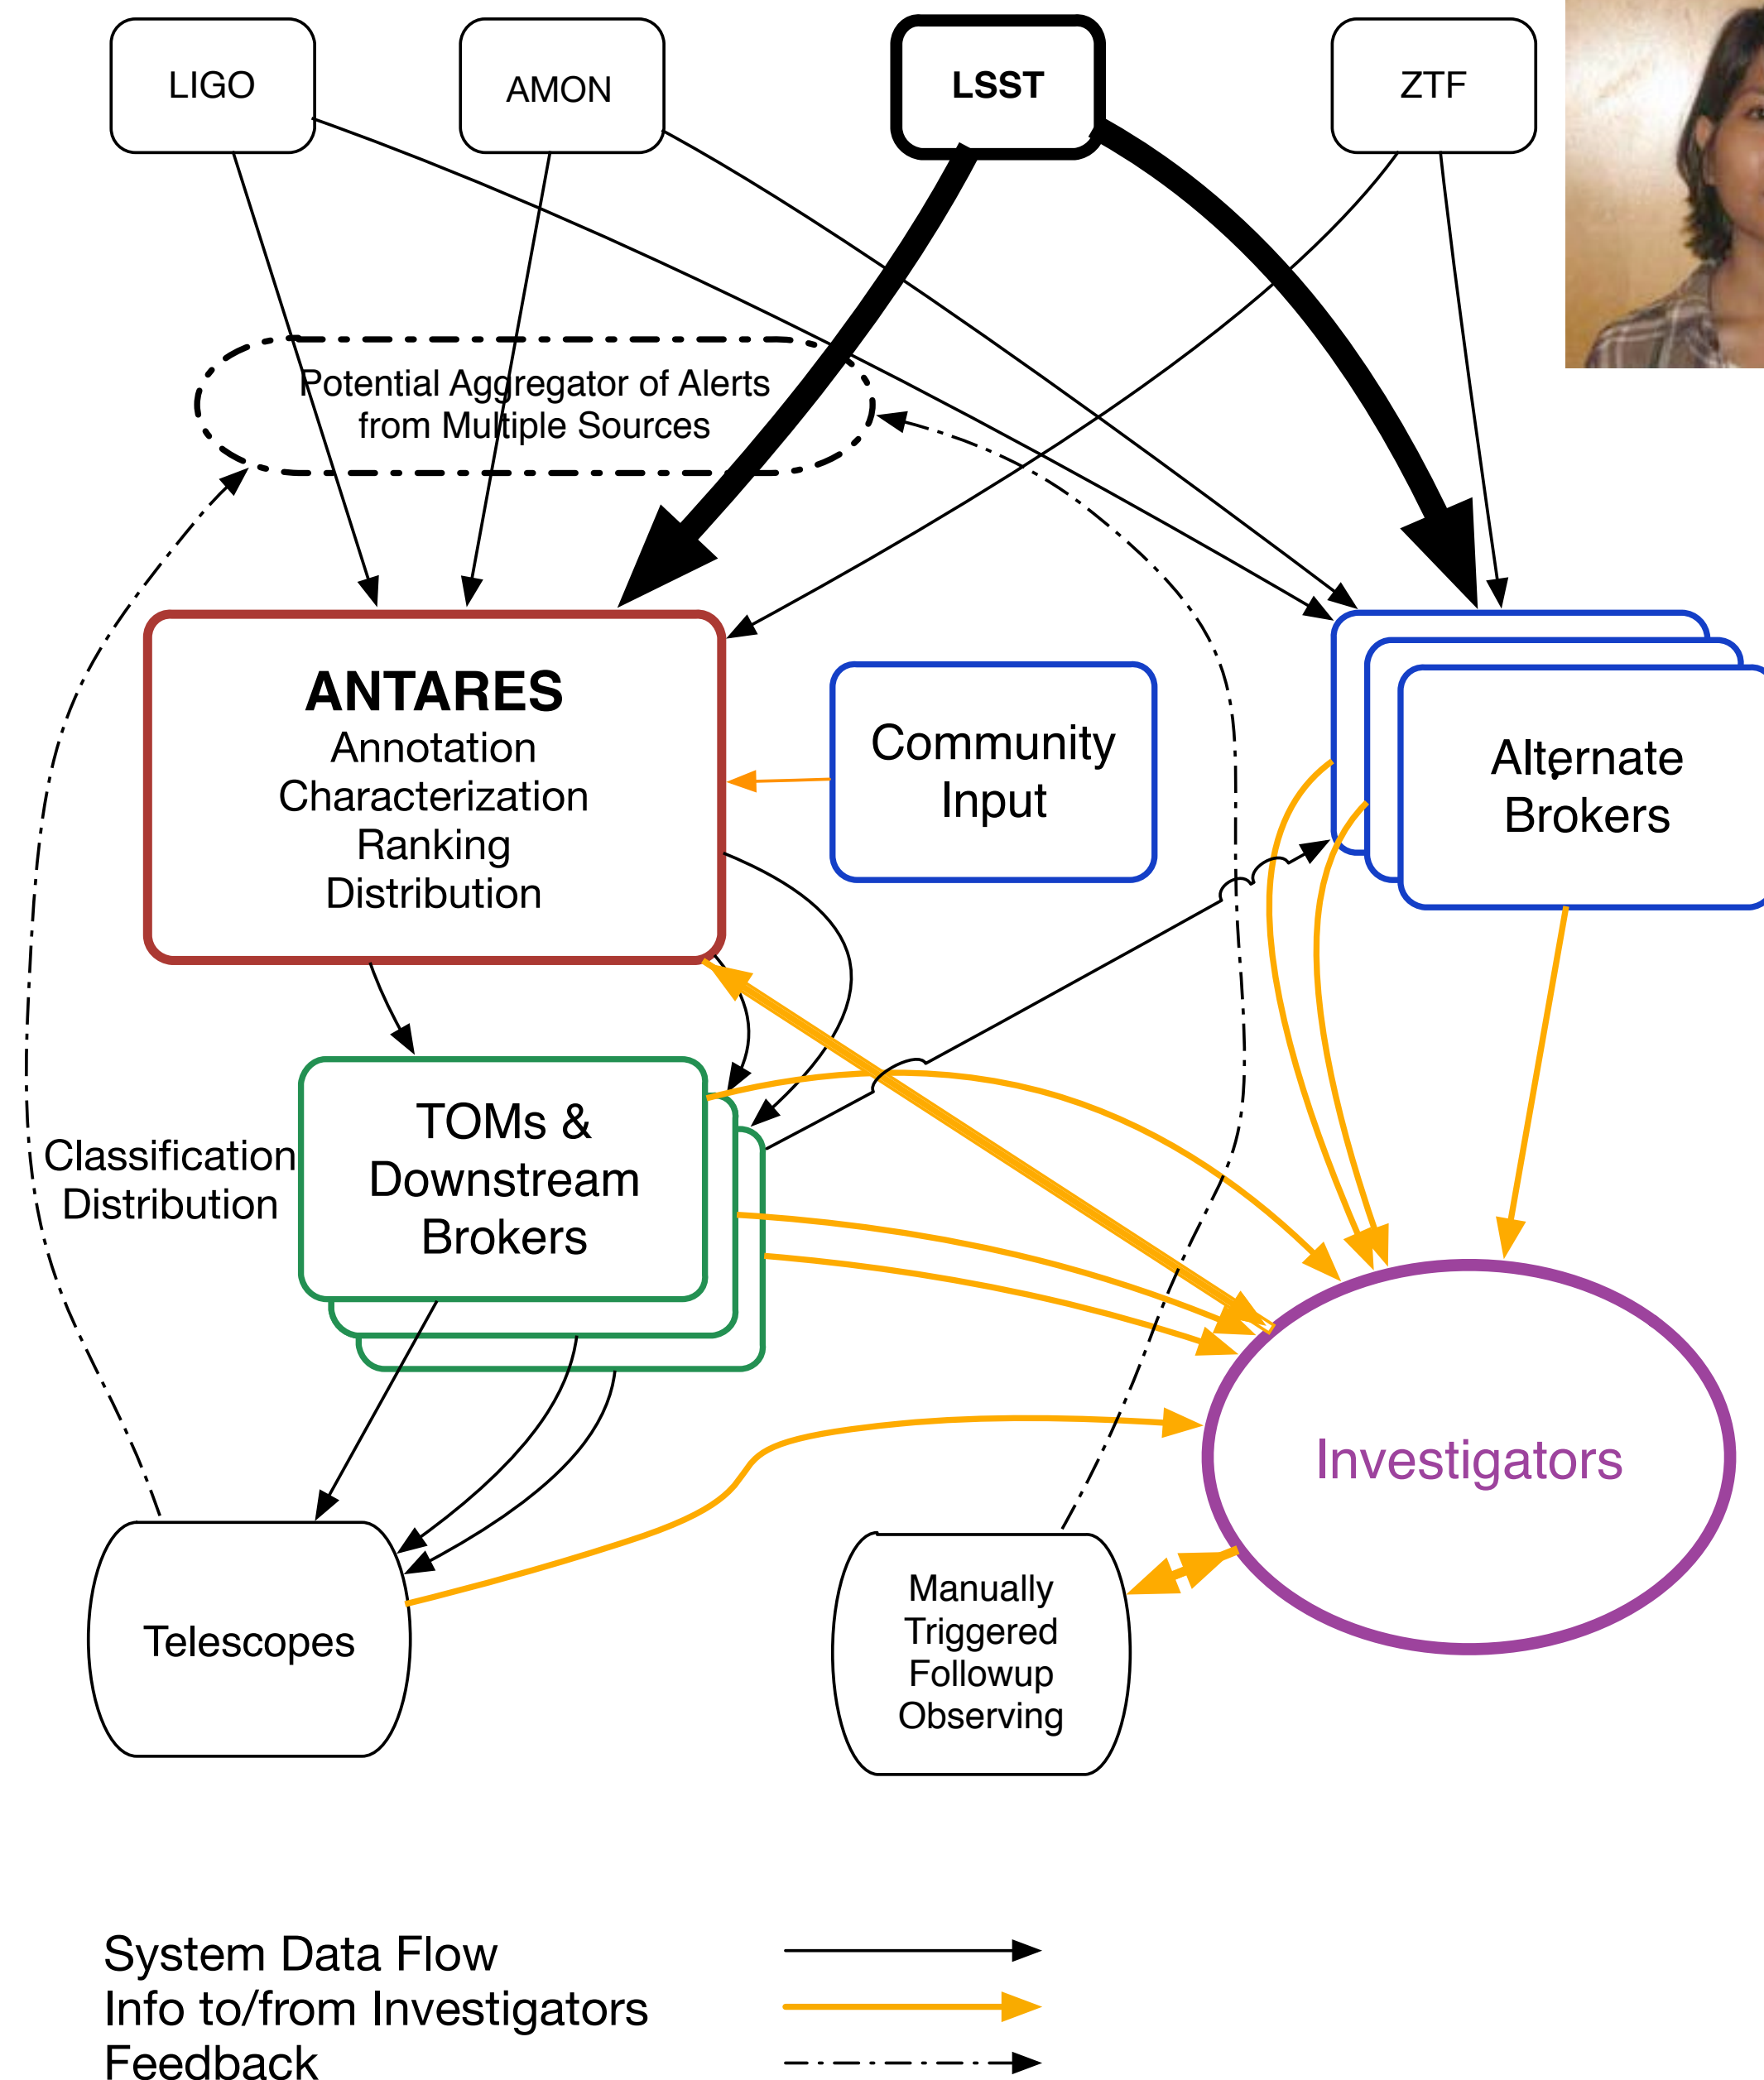 LIGO
AMON
LSST
ZTF
Potential Aggregator of Alerts
from Multiple Sources
ANTARES
Annotation
Characterization
Ranking
Distribution
Community
Input
Alternate
Brokers
Classification
Distribution
TOMs &
Downstream
Brokers
Investigators
Telescopes
Manually
Triggered
Followup
Observing
System Data Flow
Info to/from Investigators
Feedback